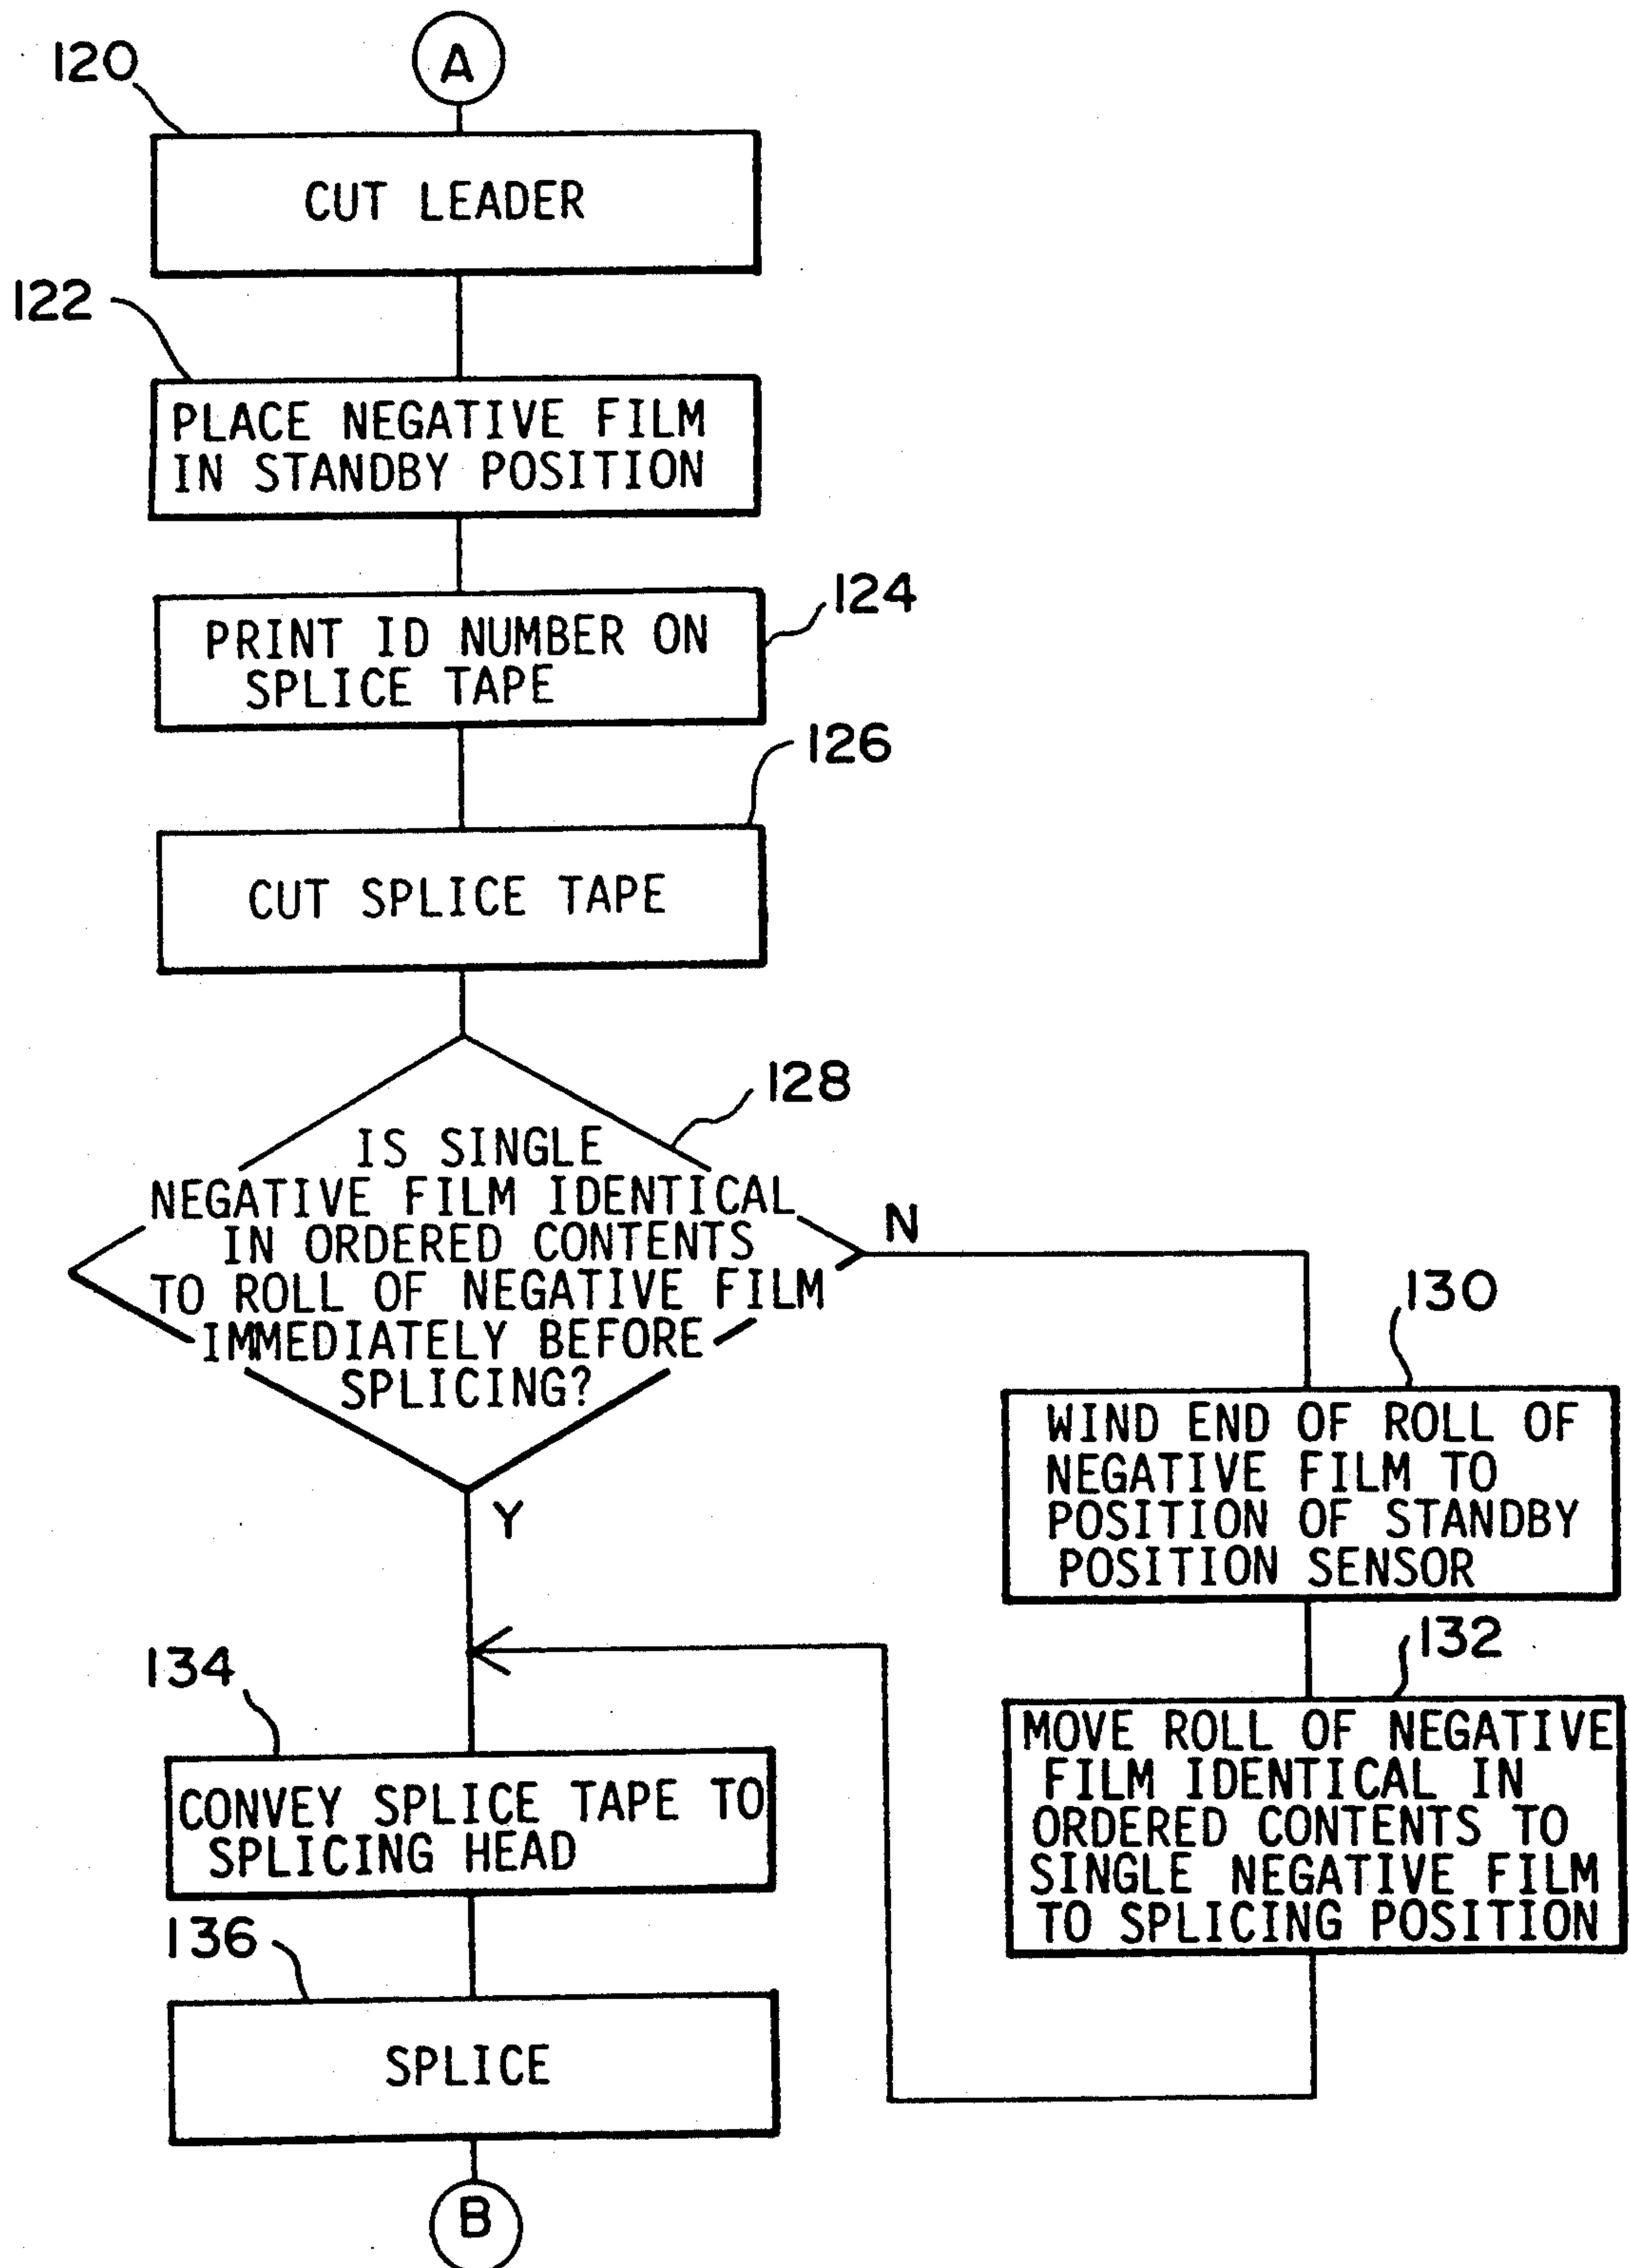 A
120
CUT LEADER
122
PLACE NEGATIVE FILM
IN STANDBY POSITION
124
PRINT ID NUMBER ON
SPLICE TAPE
126
CUT SPLICE TAPE
128
IS SINGLE
NEGATIVE FILM IDENTICAL
IN ORDERED CONTENTS
TO ROLL OF NEGATIVE FILM
IMMEDIATELY BEFORE
SPLICING?
N
Y
130
WIND END OF ROLL OF
NEGATIVE FILM TO
POSITION OF STANDBY
POSITION SENSOR
132
MOVE ROLL OF NEGATIVE
FILM IDENTICAL IN
ORDERED CONTENTS TO
SINGLE NEGATIVE FILM
TO SPLICING POSITION
134
CONVEY SPLICE TAPE TO
SPLICING HEAD
136
SPLICE
B